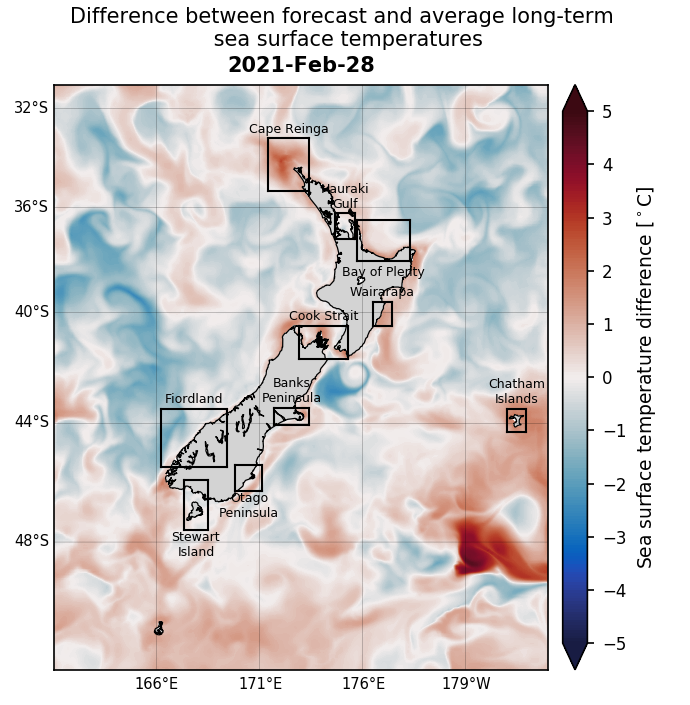 Difference between forecast and average long-term
sea surface temperatures
2021-Feb-28
32°S
36°S
40°S
44°S
48°S
Cape Reinga
Hauraki
Gulf
Bay of Plenty
Wairarapa
Cook Strait
Banks
Peninsula
Fiordland
Chatham
Islands
Otago
Peninsula
Stewart
Island
166°E
171°E
176°E
179°W
5
4
3
2
1
0
−1
−2
−3
−4
−5
Sea surface temperature difference [°C]